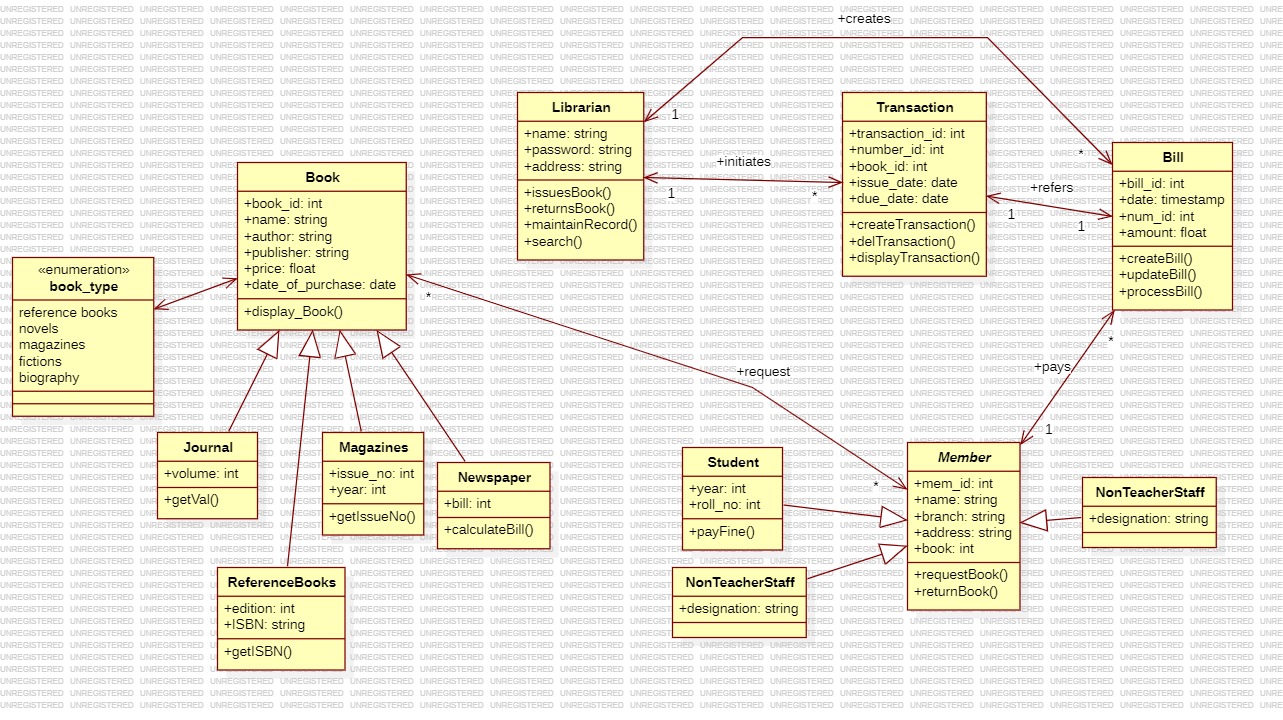 +creates
Librarian
+name: string
+password: string
+address: string
+issuesBook()
+returnsBook()
+maintainRecord()
+search()
1
+initiates
1
*
Transaction
+transaction_id: int
+number_id: int
+book_id: int
+issue_date: date
+due_date: date
+createTransaction()
+delTransaction()
+displayTransaction()
*
+refers
1
1
Bill
+bill_id: int
+date: timestamp
+num_id: int
+amount: float
+createBill()
+updateBill()
+processBill()
Book
+book_id: int
+name: string
+author: string
+publisher: string
+price: float
+date_of_purchase: date
+display_Book()
«enumeration»
book_type
reference books
novels
magazines
fictions
biography
*
+request
*
*
+pays
1
Journal
+volume: int
+getVal()
Magazines
+issue_no: int
+year: int
+getIssueNo()
Newspaper
+bill: int
+calculateBill()
ReferenceBooks
+edition: int
+ISBN: string
+getISBN()
Student
+year: int
+roll_no: int
+payFine()
NonTeacherStaff
+designation: string
Member
+mem_id: int
+name: string
+branch: string
+address: string
+book: int
+requestBook()
+returnBook()
NonTeacherStaff
+designation: string
UNREGISTERED